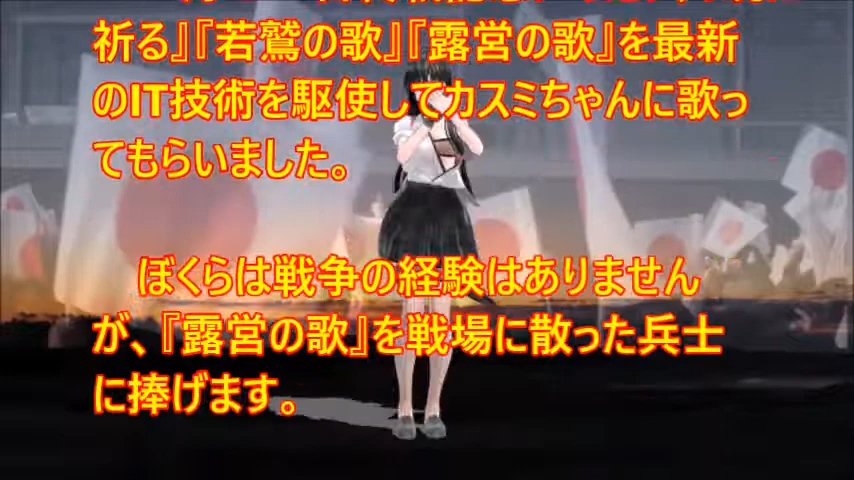 祈る』『若鷲の歌』『露営の歌』を最新
のIT技術を駆使してカスミちゃんに歌っ
てもらいました。
ぼくらは戦争の経験はありません
が、『露営の歌』を戦場に散った兵士
に捧げます。